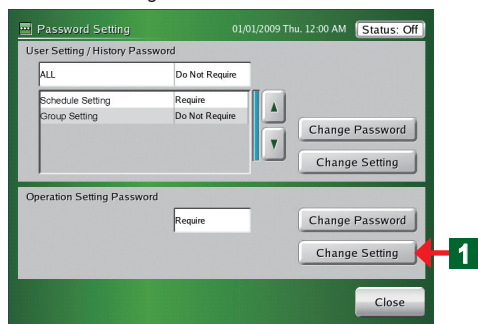 Password Setting 01/01/2009 Thu. 12:00 AM Status: Off
User Setting / History Password
ALL Do Not Require
Schedule Setting Require
Group Setting Do Not Require
Change Password
Change Setting
Operation Setting Password
Require Change Password
Change Setting 1
Close